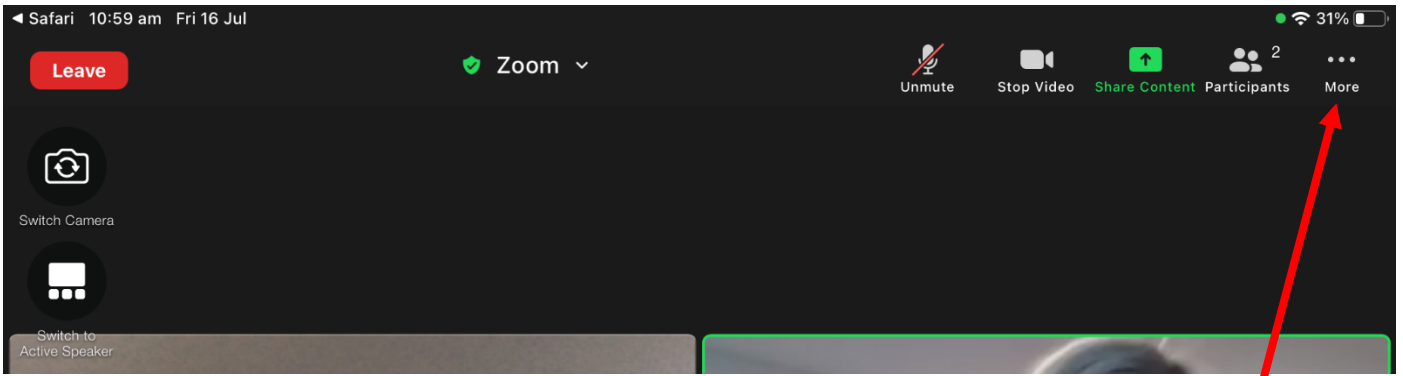 ◀ Safari 10:59 am Fri 16 Jul 31%
Leave Zoom 2
Unmute Stop Video Share Content Participants More
Switch Camera
Switch to
Active Speaker